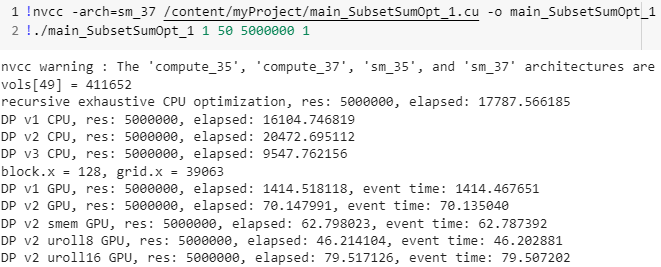 1 !nvcc -arch=sm_37 /content/myProject/main_SubsetSumOpt_1.cu -o main_SubsetSumOpt_1
2 !./main_SubsetSumOpt_1 1 50 5000000 1
nvcc warning : The 'compute_35', 'compute_37', 'sm_35', and 'sm_37' architectures are
vols[49] = 411652
recursive exhaustive CPU optimization, res: 5000000, elapsed: 17787.566185
DP v1 CPU, res: 5000000, elapsed: 16104.746819
DP v2 CPU, res: 5000000, elapsed: 20472.695112
DP v3 CPU, res: 5000000, elapsed: 9547.762156
block.x = 128, grid.x = 39063
DP v1 GPU, res: 5000000, elapsed: 1414.518118, event time: 1414.467651
DP v2 GPU, res: 5000000, elapsed: 70.147991, event time: 70.135040
DP v2 smem GPU, res: 5000000, elapsed: 62.798023, event time: 62.787392
DP v2 uroll8 GPU, res: 5000000, elapsed: 46.214104, event time: 46.202881
DP v2 uroll16 GPU, res: 5000000, elapsed: 79.517126, event time: 79.507202